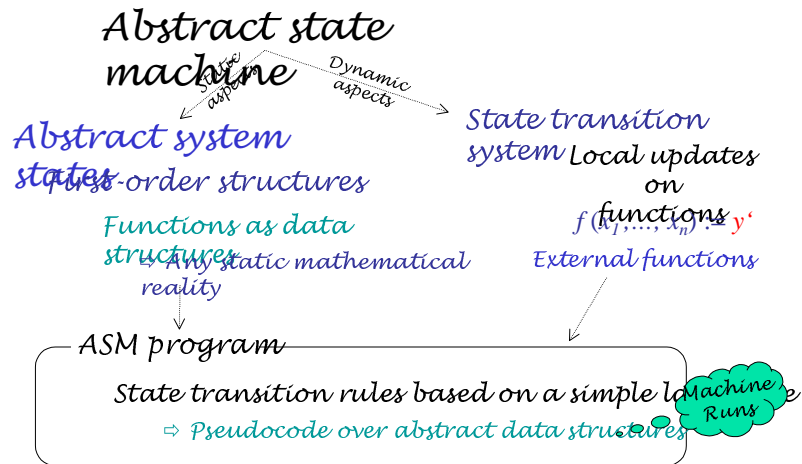 Abstract state
machine
Static
aspects
Dynamic
aspects
Abstract system
states
First-order structures
Functions as data
structures
⇨ Any static mathematical
reality
State transition
system
Local updates
on
functions
f (x1,…, xn) := y‘
External functions
ASM program
State transition rules based on a simple la e
⇨ Pseudocode over abstract data structures
Machine
Runs